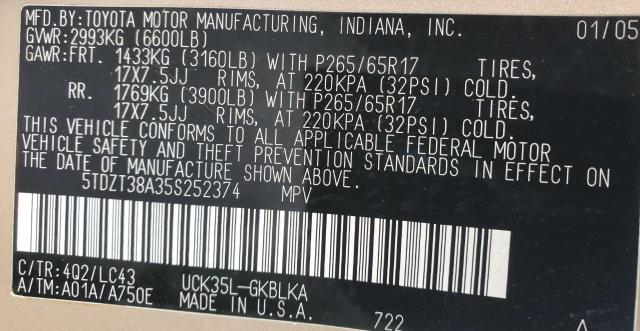 MFD.BY:TOYOTA MOTOR MANUFACTURING, INDIANA, INC. 01/05
GVWR:2993KG (6600LB)
GAWR:FRT. 1433KG (3160LB) WITH P265/65R17 TIRES,
17X7.5JJ RIMS, AT 220KPA (32PSI) COLD.
RR. 1769KG (3900LB) WITH P265/65R17 TIRES,
17X7.5JJ RIMS, AT 220KPA (32PSI) COLD.
THIS VEHICLE CONFORMS TO ALL APPLICABLE FEDERAL MOTOR
VEHICLE SAFETY AND THEFT PREVENTION STANDARDS IN EFFECT ON
THE DATE OF MANUFACTURE SHOWN ABOVE.
5TDZT38A35S252374 MPV
C/TR:4Q2/LC43 UCK35L-GKBLKA
A/TM:A01A/A750E MADE IN U.S.A.
722